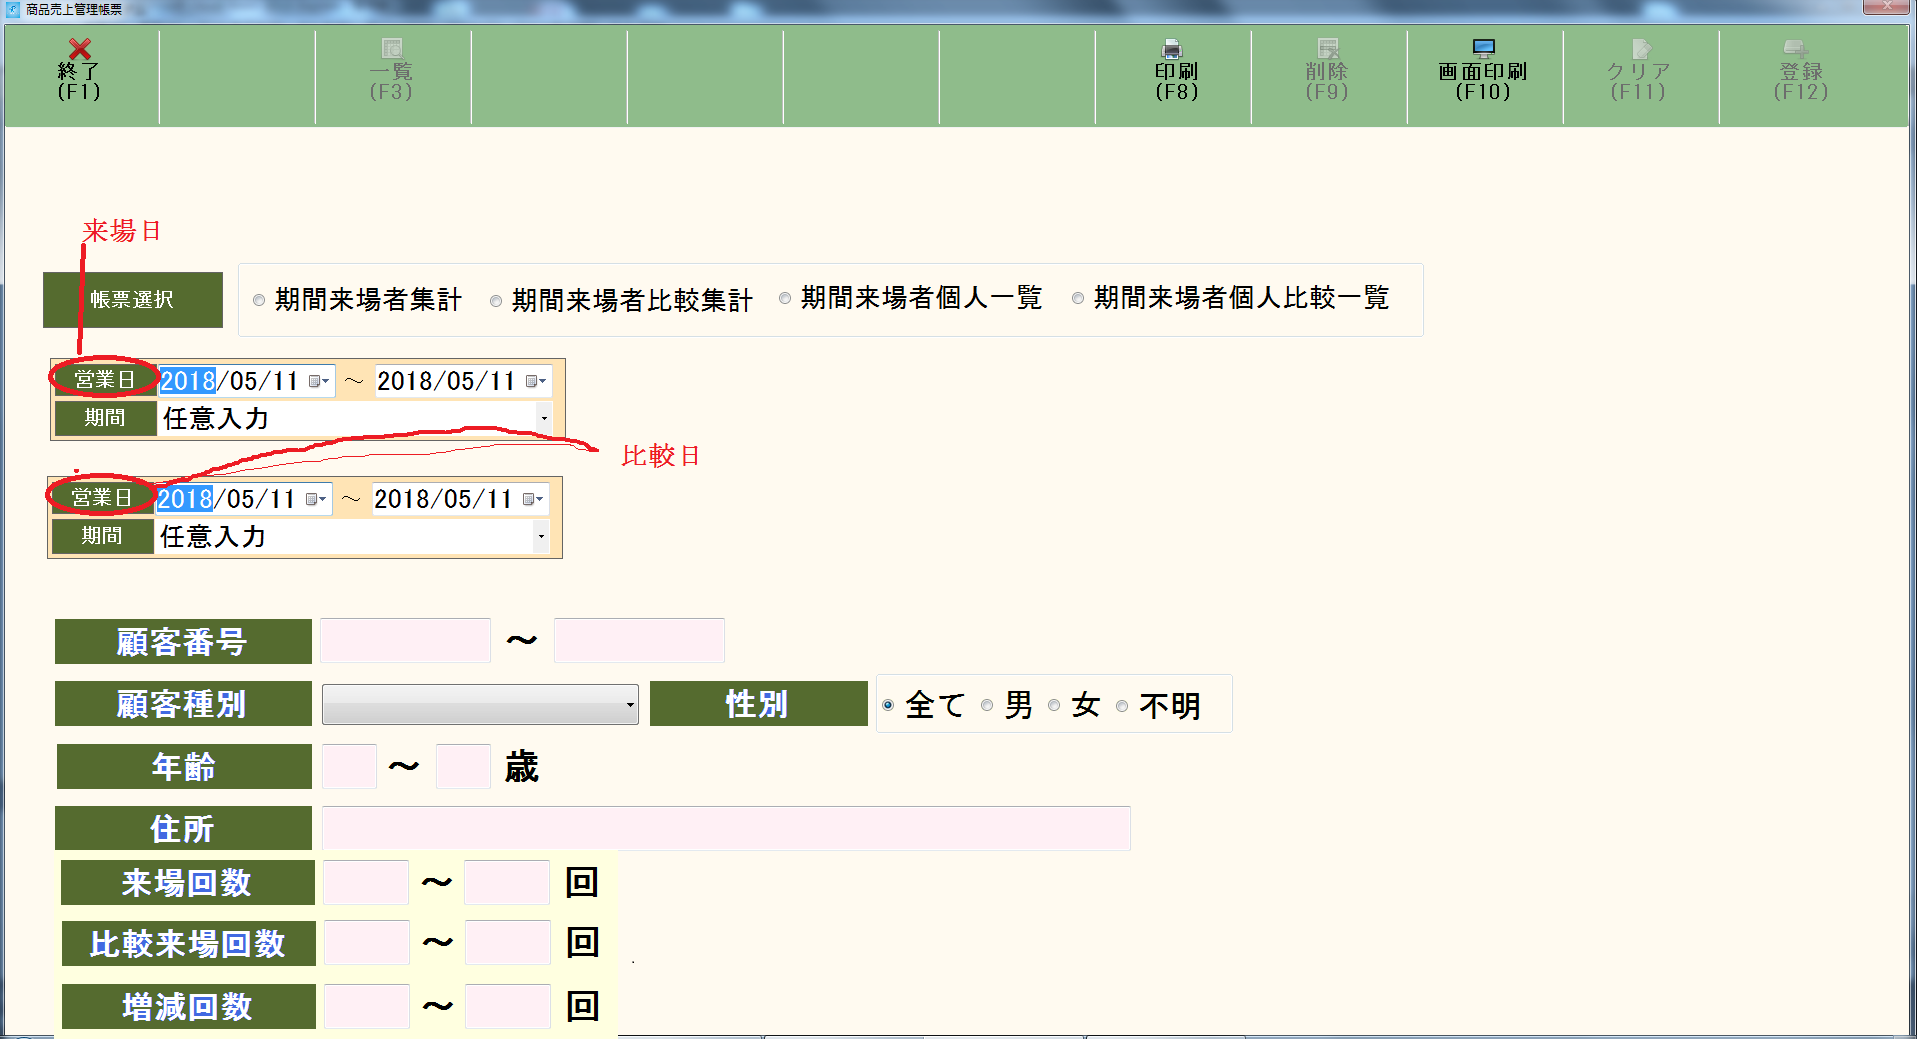 商品売上管理帳票
終了 一覧 印刷 削除 画面印刷 クリア 登録
(F1) (F3) (F8) (F9) (F10) (F11) (F12)
来場日
帳票選択 期間来場者集計 期間来場者比較集計 期間来場者個人一覧 期間来場者個人比較一覧
営業日 2018/05/11 ～ 2018/05/11
期間 任意入力
比較日
営業日 2018/05/11 ～ 2018/05/11
期間 任意入力
顧客番号 ～
顧客種別 性別 全て 男 女 不明
年齢 ～ 歳
住所
来場回数 ～ 回
比較来場回数 ～ 回
増減回数 ～ 回